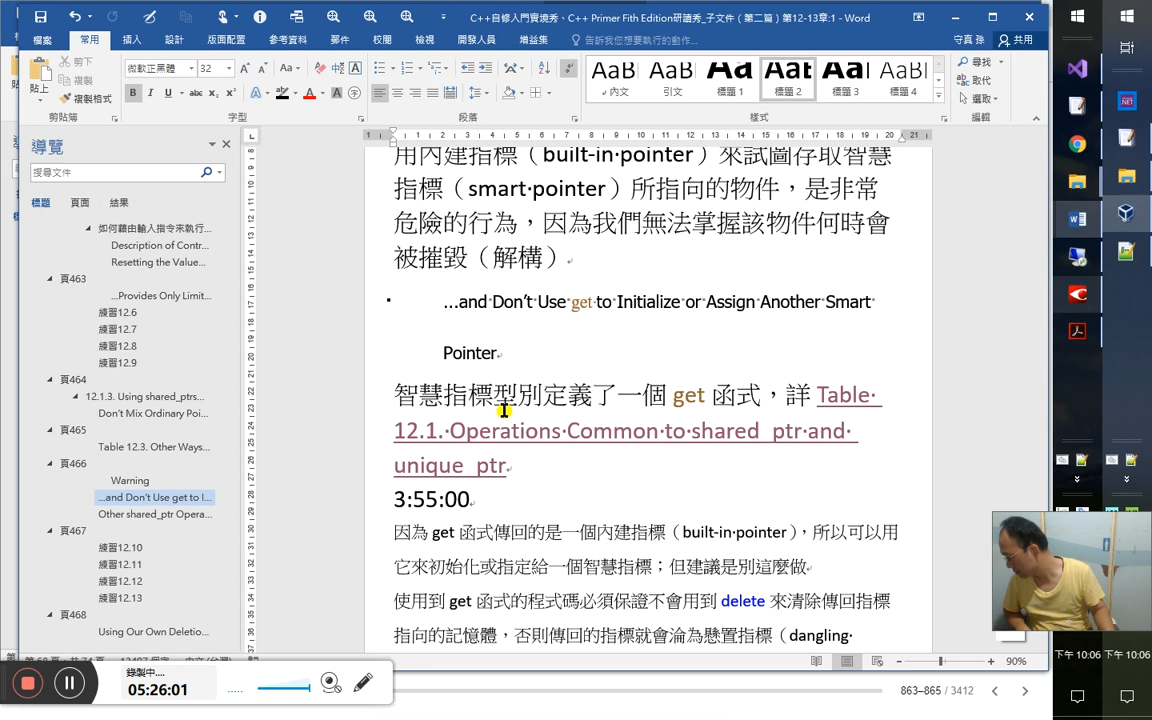 C++自修入門實境秀、C++ Primer Fith Edition研讀秀_子文件（第二篇）第12-13章:1 - Word
檔案 常用 插入 設計 版面配置 參考資料 郵件 校閱 檢視 開發人員 增益集 告訴我您想要執行的動作... 守真 孫 共用
貼上 剪下 複製 複製格式 剪貼簿
微軟正黑體 32 字型
段落
AaB 內文
AaB 引文
Aa 標題 1
Aat 標題 2
Aal 標題 3
AaBl 標題 4
樣式
尋找 取代 選取 編輯
導覽
搜尋文件
標題 頁面 結果
如何藉由輸入指令來執行...
Description of Contr...
Resetting the Value...
頁463
...Provides Only Limit...
練習12.6
練習12.7
練習12.8
練習12.9
頁464
12.1.3. Using shared_ptrs...
Don't Mix Ordinary Poi...
頁465
Table 12.3. Other Ways...
頁466
Warning
...and Don't Use get to I...
Other shared_ptr Opera...
頁467
練習12.10
練習12.11
練習12.12
練習12.13
頁468
Using Our Own Deletio...
用內建指標（built-in·pointer）來試圖存取智慧
指標（smart·pointer）所指向的物件，是非常
危險的行為，因為我們無法掌握該物件何時會
被摧毀（解構）
...and Don't Use get to Initialize or Assign Another Smart
Pointer
智慧指標型別定義了一個 get 函式，詳 Table·
12.1.·Operations·Common·to·shared_ptr·and·
unique_ptr
3:55:00
因為 get 函式傳回的是一個內建指標（built-in·pointer），所以可以用
它來初始化或指定給一個智慧指標；但建議是別這麼做
使用到 get 函式的程式碼必須保證不會用到 delete 來清除傳回指標
指向的記憶體，否則傳回的指標就會淪為懸置指標（dangling·
90%
錄製中....
05:26:01
863–865 / 3412
下午 10:06 下午 10:06